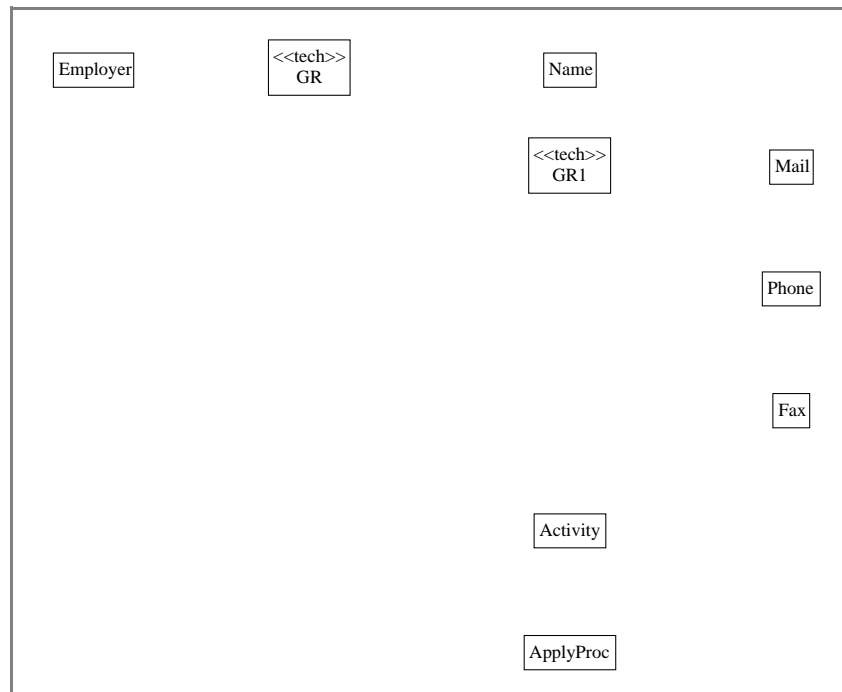 Employer
<<tech>>
GR
Name
<<tech>>
GR1
Mail
Phone
Fax
Activity
ApplyProc